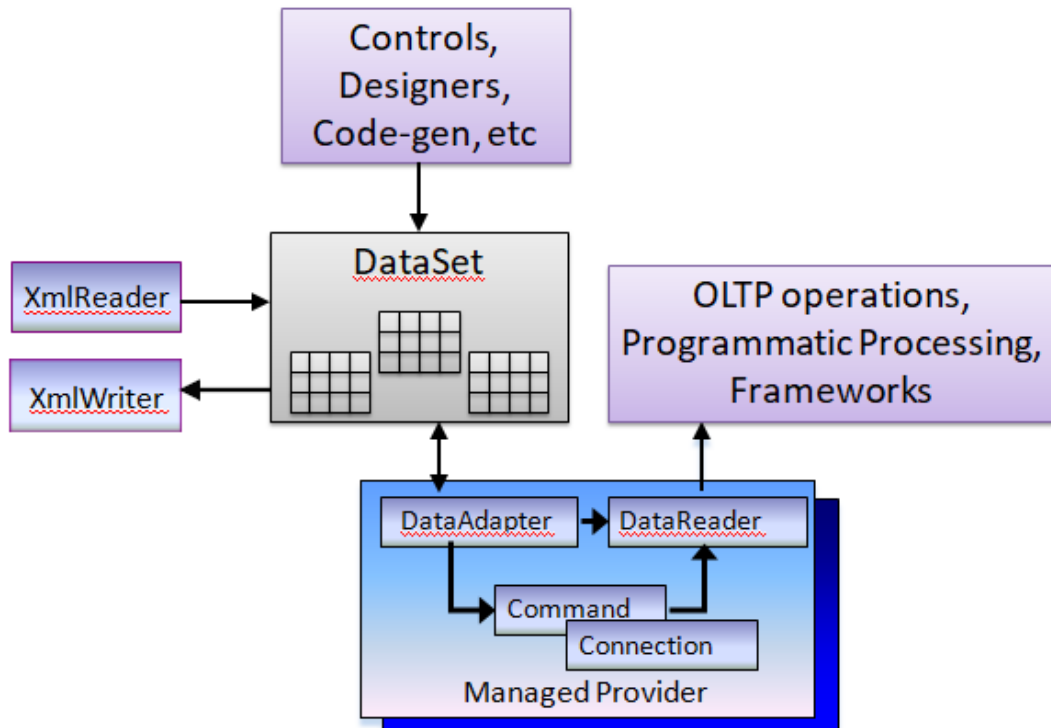 Controls,
Designers,
Code-gen, etc
DataSet
XmlReader
XmlWriter
OLTP operations,
Programmatic Processing,
Frameworks
DataAdapter
DataReader
Command
Connection
Managed Provider